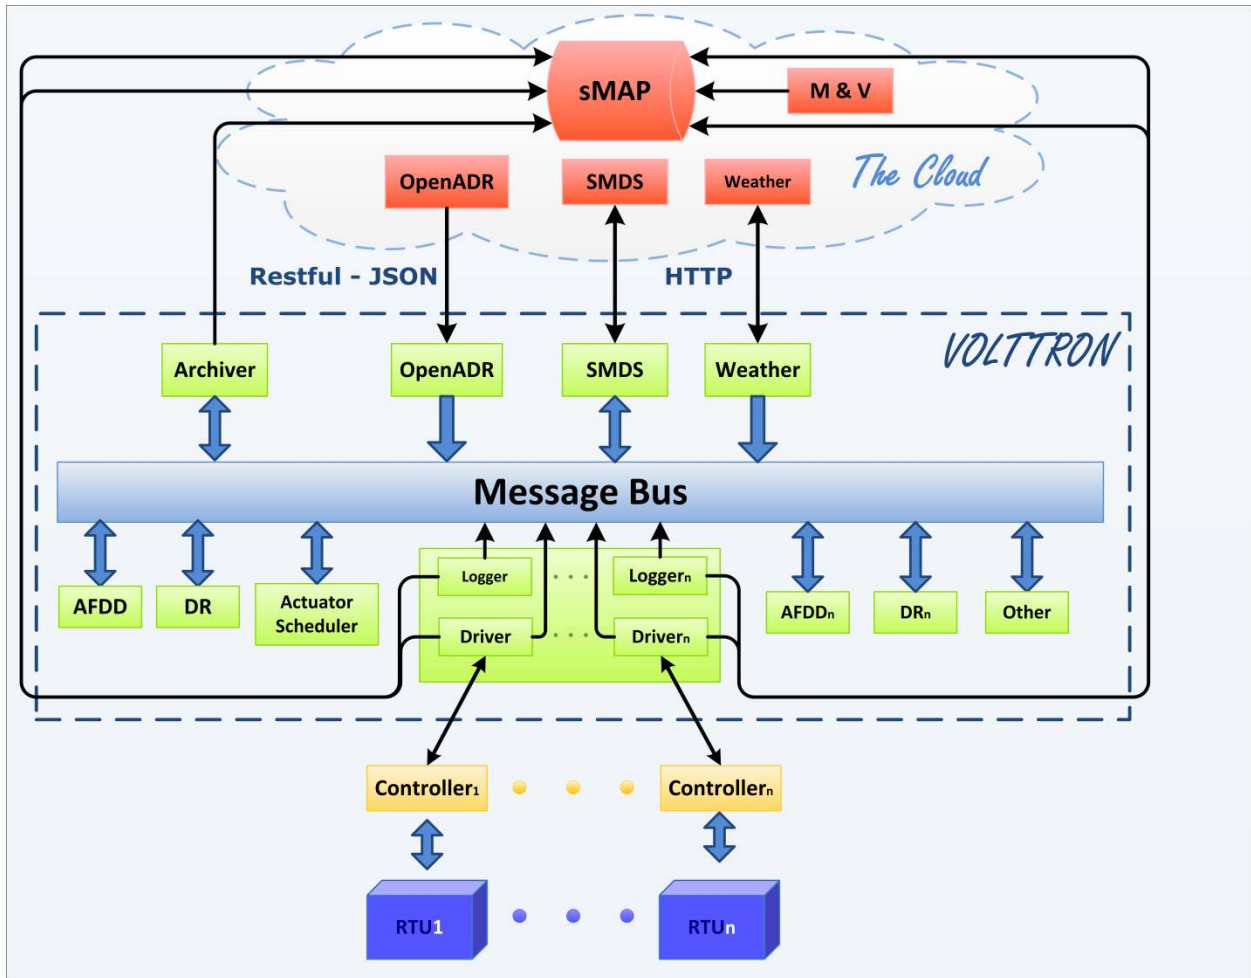 sMAP
M & V
The Cloud
OpenADR
SMDS
Weather
Restful - JSON
HTTP
VOLTTRON
Archiver
OpenADR
SMDS
Weather
Message Bus
AFDD
DR
Actuator
Scheduler
Logger
Loggern
Driver
Drivern
AFDDn
DRn
Other
Controller1
Controllern
RTU1
RTUn